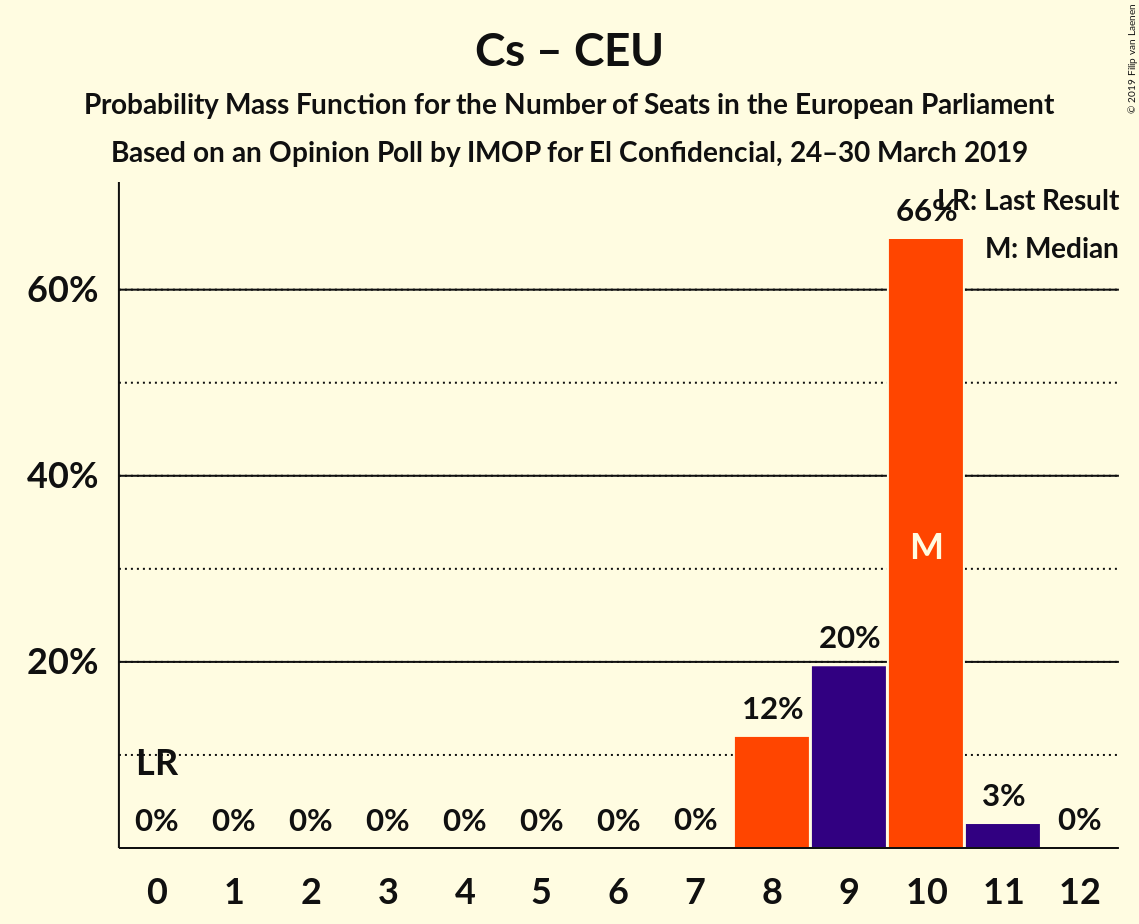 Cs – CEU
Probability Mass Function for the Number of Seats in the European Parliament
Based on an Opinion Poll by IMOP for El Confidencial, 24–30 March 2019
© 2019 Filip van Laenen
LR: Last Result
M: Median
66%
60%
40%
M
20%
20%
12%
LR
3%
0% 0% 0% 0% 0% 0% 0% 0% 0%
0 1 2 3 4 5 6 7 8 9 10 11 12